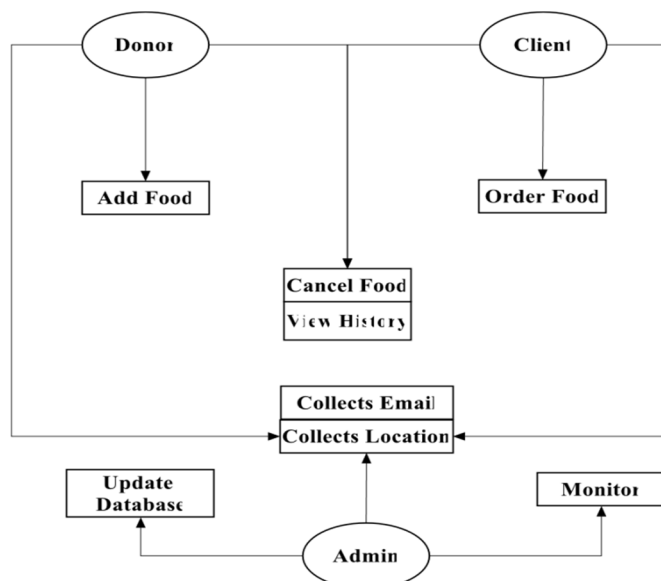 Donor
Client
Add Food
Order Food
Cancel Food
View History
Collects Email
Collects Location
Update
Database
Monitor
Admin